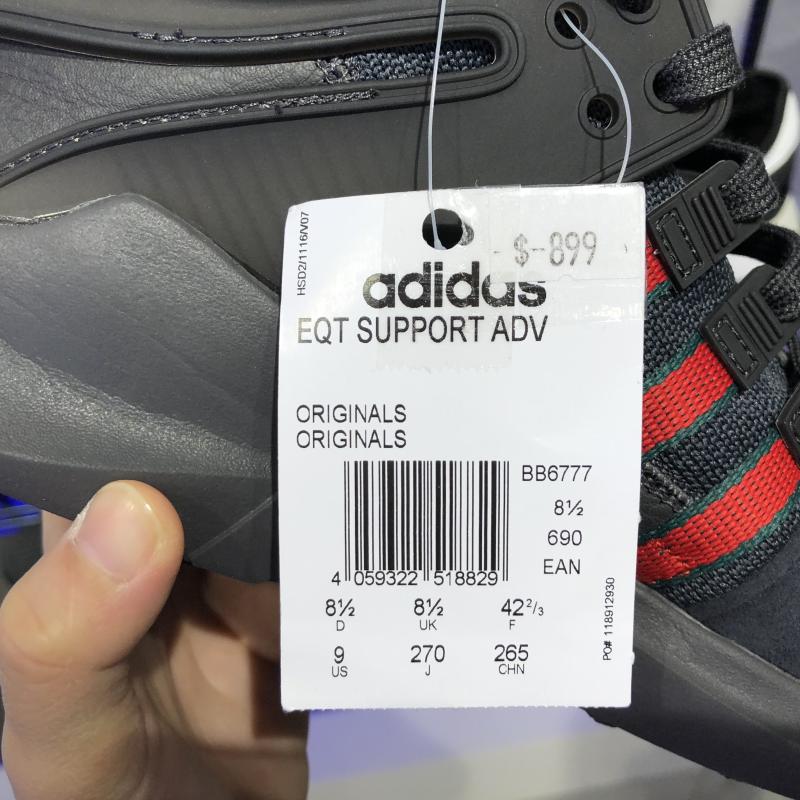 HSD2/1116/V07
$-899
adidas
EQT SUPPORT ADV
ORIGINALS
ORIGINALS
BB6777
8½
690
EAN
4 059322 518829
8½ 8½ 42²/₃
D UK F
9 270 265
US J CHN
PO# 118912930